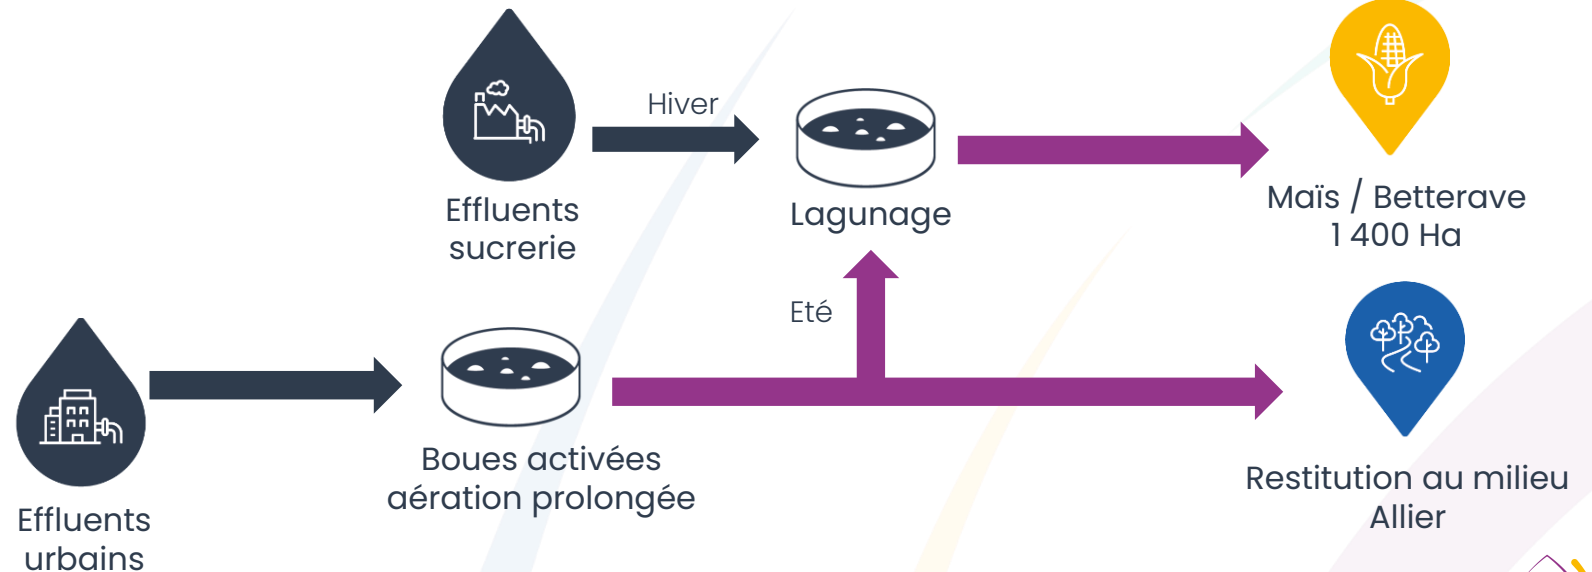 Hiver
Effluents
sucrerie
Lagunage
Maïs / Betterave
1 400 Ha
Eté
Effluents
urbains
Boues activées
aération prolongée
Restitution au milieu
Allier